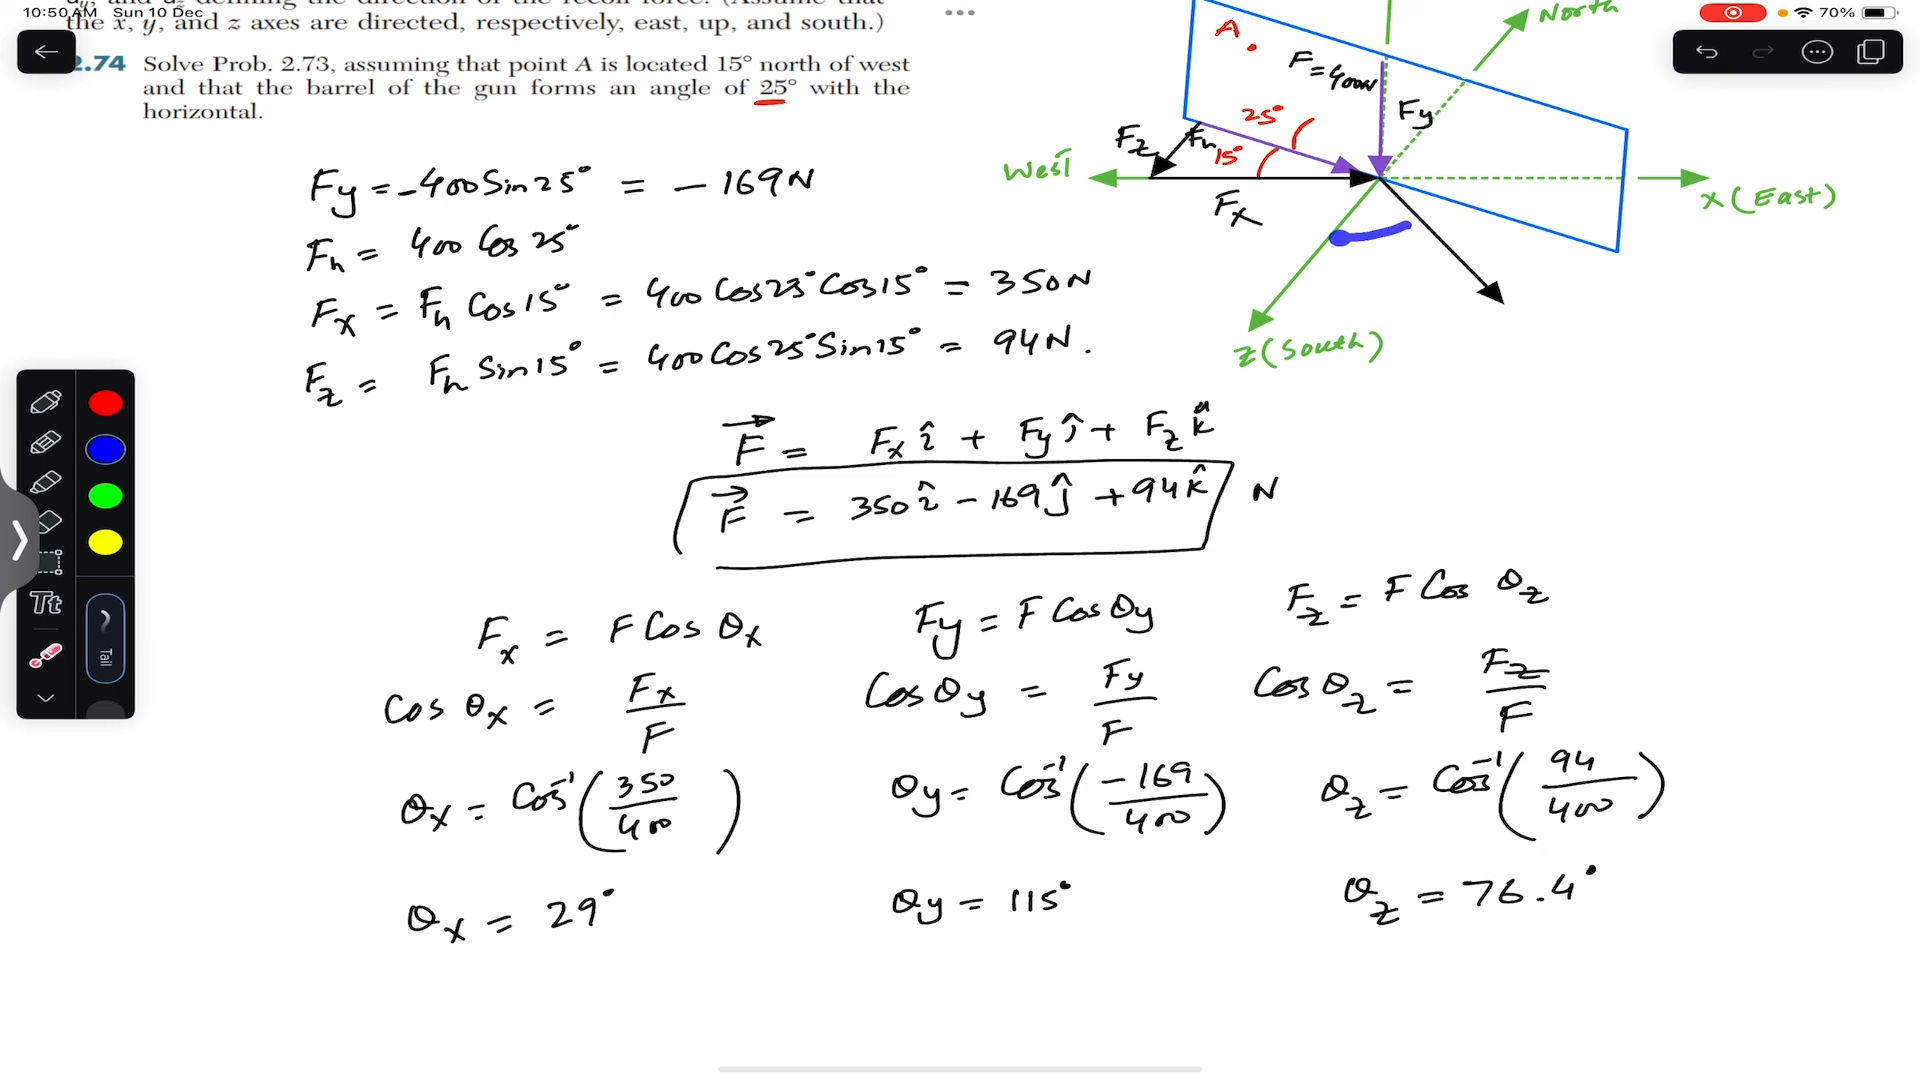 10:50 AM Sun 10 Dec
70%
the x, y, and z axes are directed, respectively, east, up, and south.)
2.74 Solve Prob. 2.73, assuming that point A is located 15° north of west
and that the barrel of the gun forms an angle of 25° with the
horizontal.
North
A.
F=400N
Fy
25°
Fz
Fh
15°
West
Fx
x (East)
z (South)
Fy = -400 Sin 25° = - 169N
Fh = 400 Cos 25°
Fx = Fh Cos 15° = 400 Cos 25° Cos 15° = 350N
Fz = Fh Sin 15° = 400 Cos 25° Sin 15° = 94N.
F = Fx î + Fy ĵ + Fz k̂
F = 350 î - 169 ĵ + 94 k̂ N
Fx = F Cos θx
Fy = F Cos θy
Fz = F Cos θz
Cos θx = Fx / F
Cos θy = Fy / F
Cos θz = Fz / F
θx = Cos⁻¹ (350 / 400)
θy = Cos⁻¹ (-169 / 400)
θz = Cos⁻¹ (94 / 400)
θx = 29°
θy = 115°
θz = 76.4°
Tt
Tail